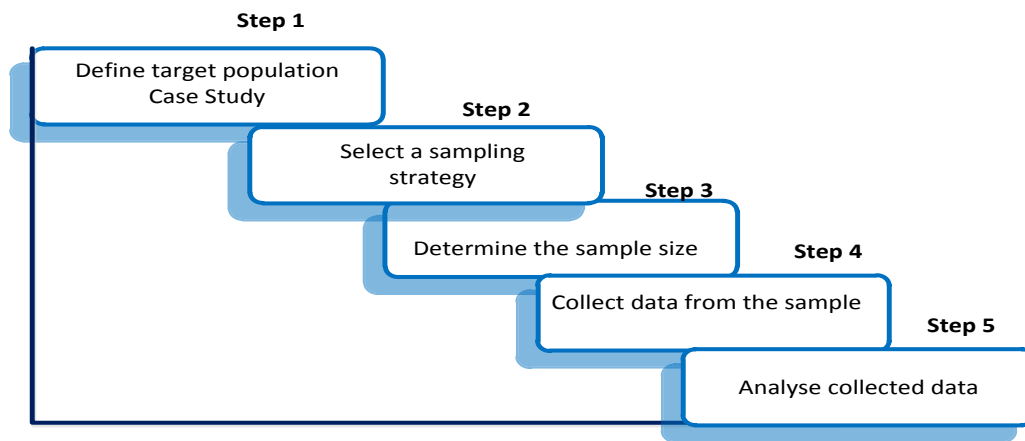 Step 1
Define target population
Case Study
Step 2
Select a sampling
strategy
Step 3
Determine the sample size
Step 4
Collect data from the sample
Step 5
Analyse collected data